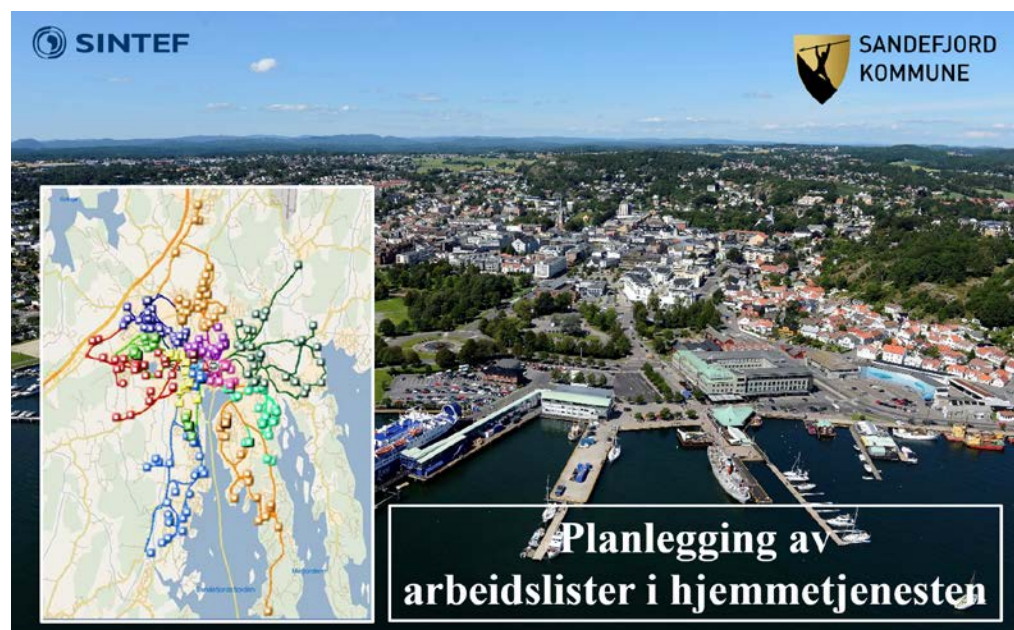 SINTEF
SANDEFJORD
KOMMUNE
Planlegging av
arbeidslister i hjemmetjenesten